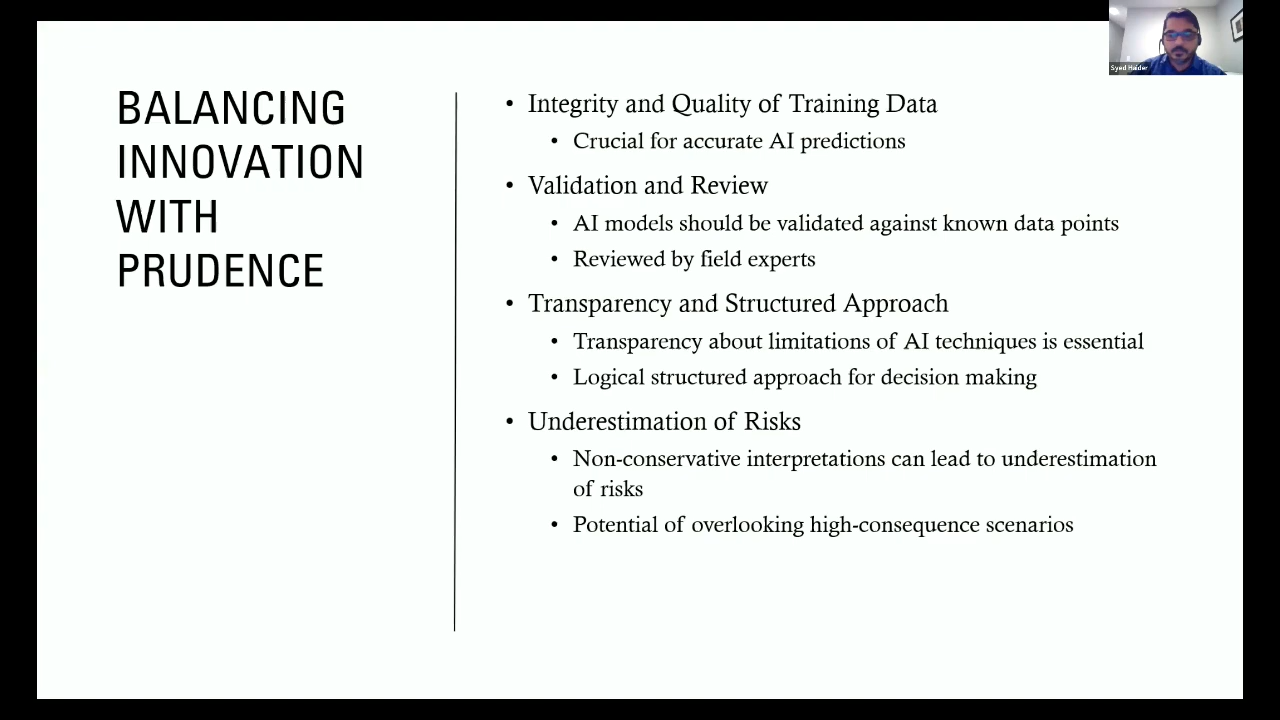 BALANCING
INNOVATION
WITH
PRUDENCE
• Integrity and Quality of Training Data
• Crucial for accurate AI predictions
• Validation and Review
• AI models should be validated against known data points
• Reviewed by field experts
• Transparency and Structured Approach
• Transparency about limitations of AI techniques is essential
• Logical structured approach for decision making
• Underestimation of Risks
• Non-conservative interpretations can lead to underestimation
of risks
• Potential of overlooking high-consequence scenarios
Syed Haider